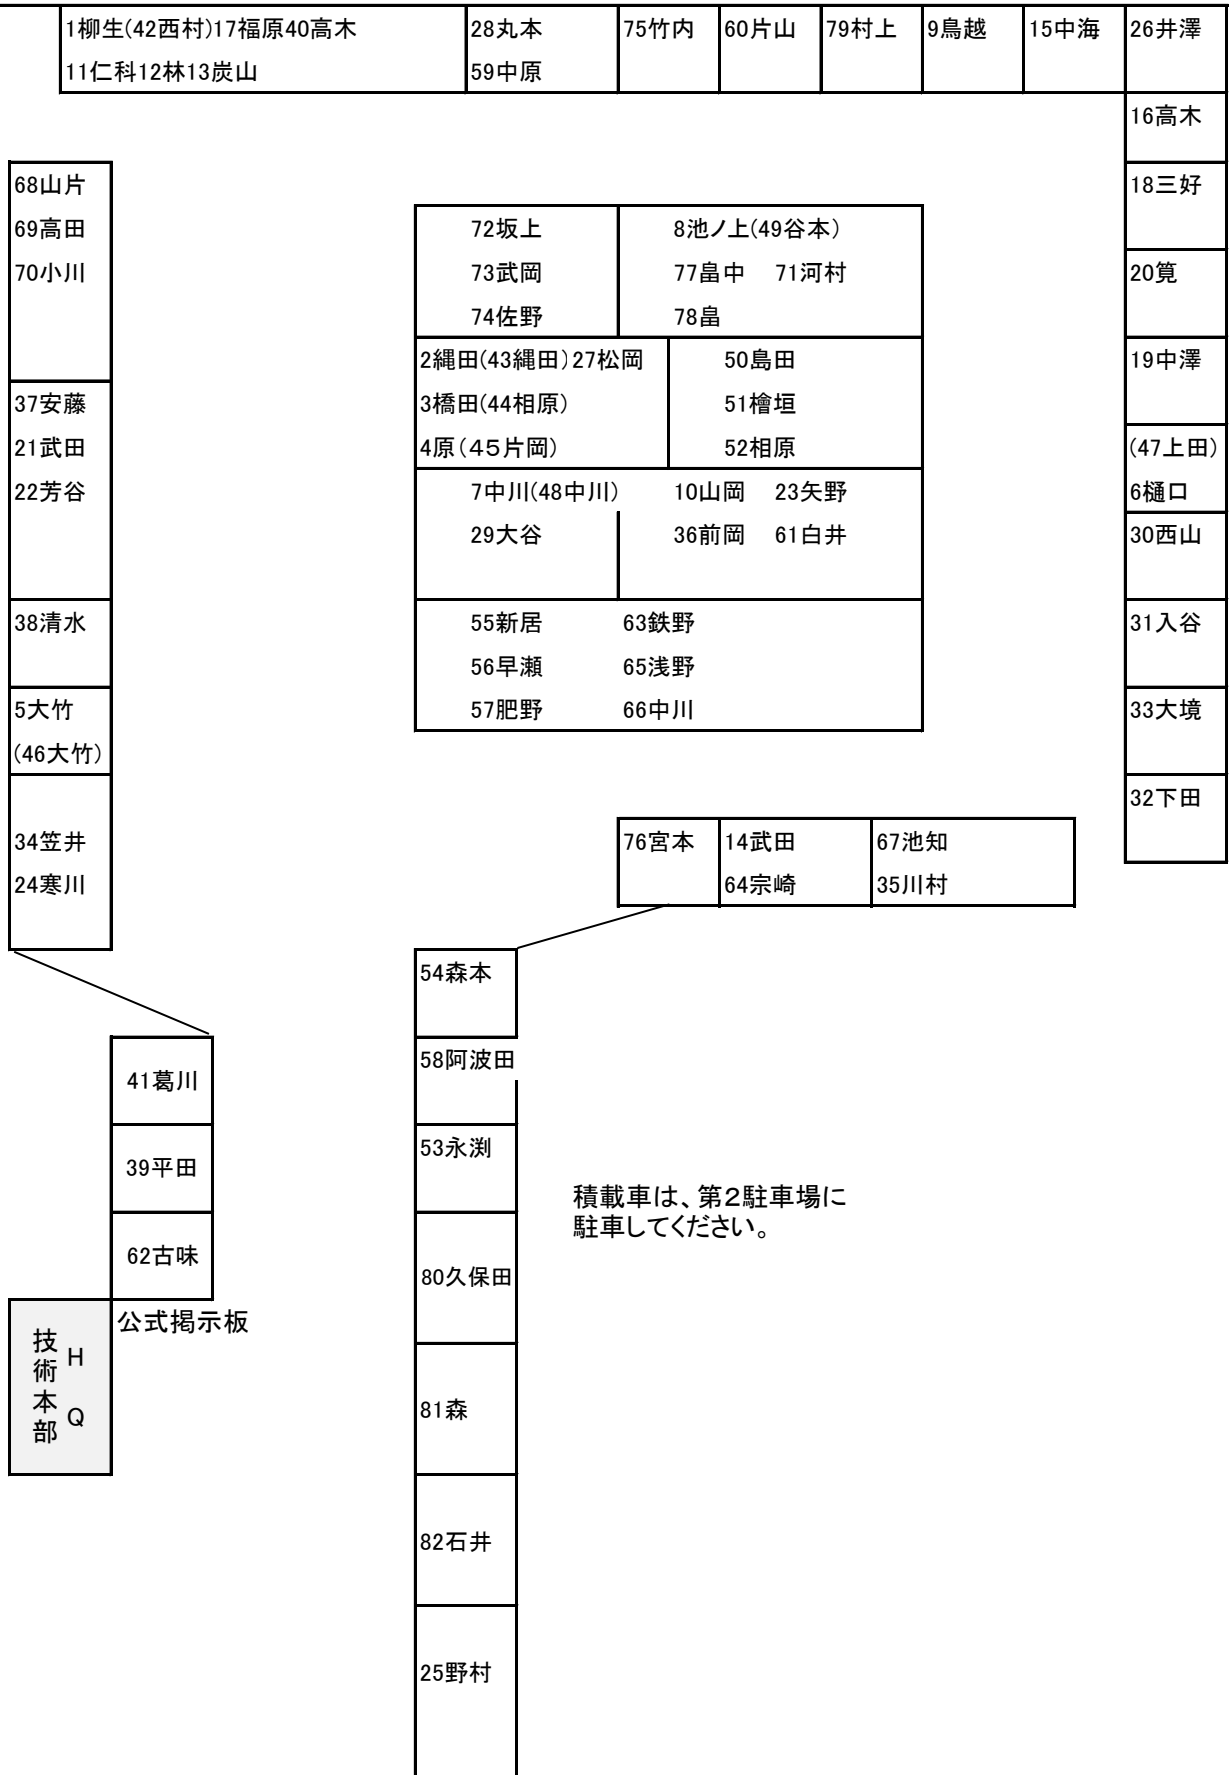 1柳生(42西村)17福原40高木
11仁科12林13炭山
28丸本
59中原
75竹内
60片山
79村上
9鳥越
15中海
26井澤
16高木
18三好
20筧
19中澤
(47上田)
6樋口
30西山
31入谷
33大境
32下田
68山片
69高田
70小川
37安藤
21武田
22芳谷
38清水
5大竹
(46大竹)
34笠井
24寒川
72坂上
73武岡
74佐野
8池ノ上(49谷本)
77畠中 71河村
78畠
2縄田(43縄田)27松岡
3橋田(44相原)
4原(45片岡)
50島田
51檜垣
52相原
7中川(48中川) 10山岡 23矢野
29大谷 36前岡 61白井
55新居 63鉄野
56早瀬 65浅野
57肥野 66中川
76宮本
14武田
64宗崎
67池知
35川村
54森本
58阿波田
53永渕
80久保田
81森
82石井
25野村
41葛川
39平田
62古味
公式掲示板
技術本部
HQ
積載車は、第2駐車場に
駐車してください。